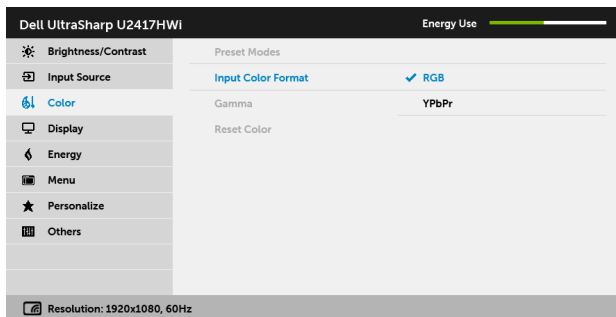 Dell UltraSharp U2417HWi
Energy Use
Brightness/Contrast
Preset Modes
Input Source
Input Color Format
RGB
Color
Gamma
YPbPr
Display
Reset Color
Energy
Menu
Personalize
Others
Resolution: 1920x1080, 60Hz